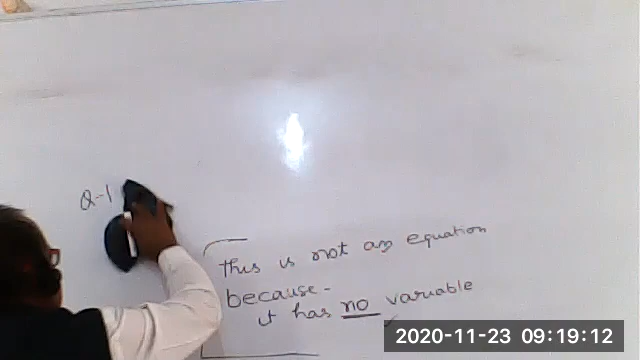 Q-1
This is not an equation
because-
it has no variable
2020-11-23 09:19:12